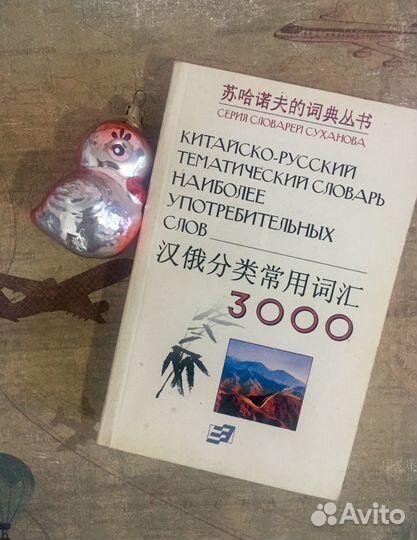 苏哈诺夫的词典丛书
СЕРИЯ СЛОВАРЕЙ СУХАНОВА
КИТАЙСКО-РУССКИЙ
ТЕМАТИЧЕСКИЙ СЛОВАРЬ
НАИБОЛЕЕ
УПОТРЕБИТЕЛЬНЫХ
СЛОВ
汉俄分类常用词汇
3000
Avito